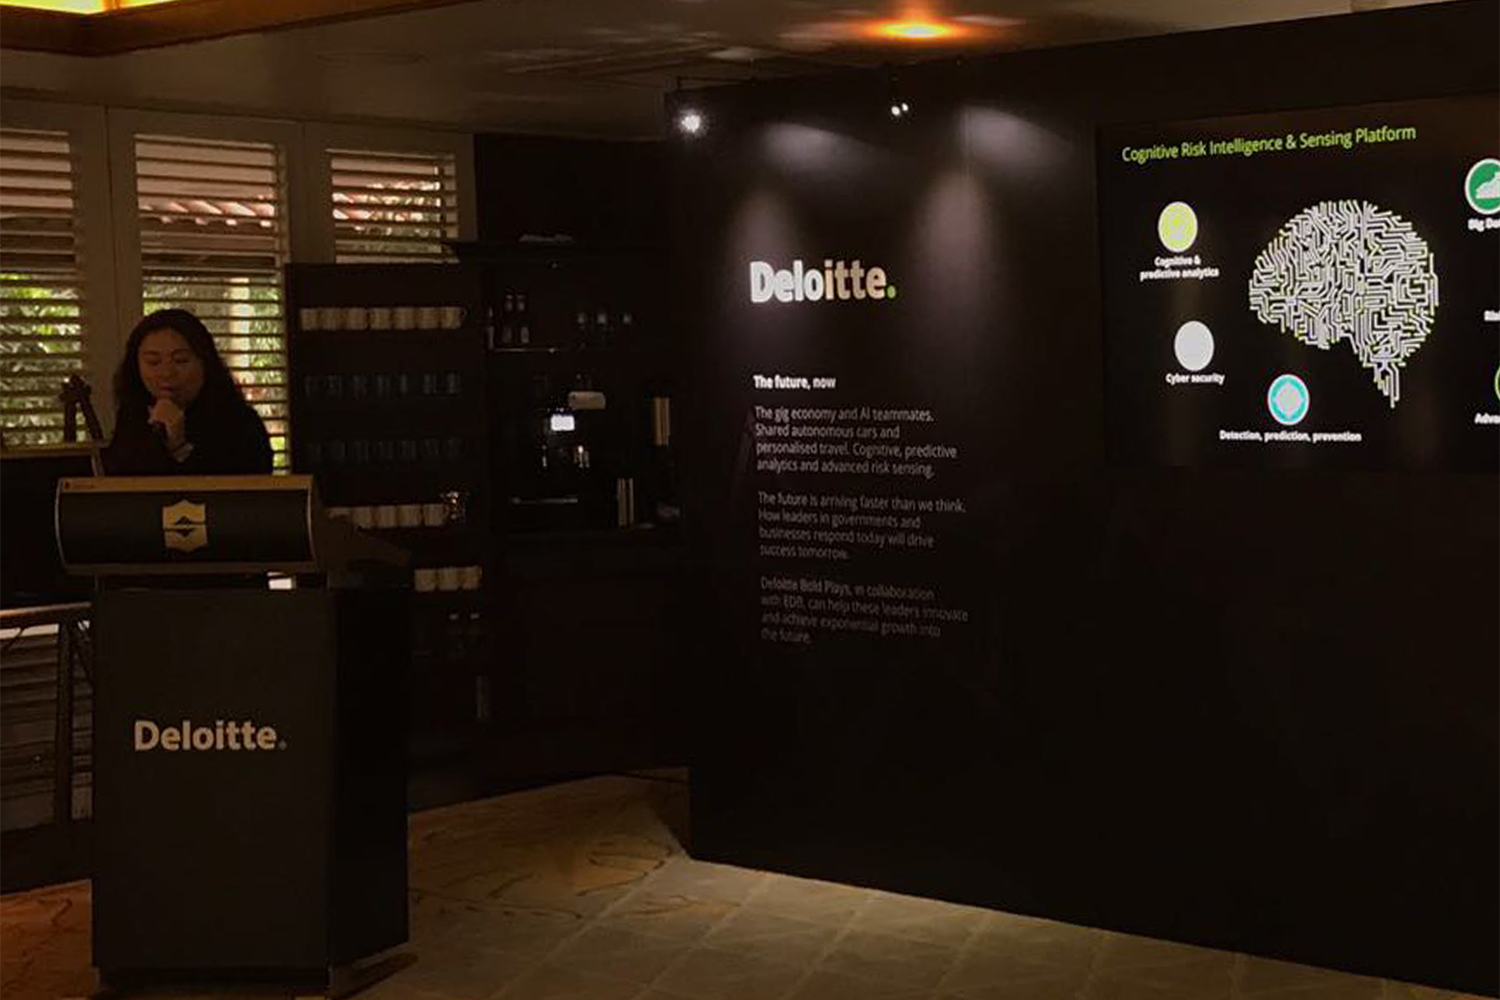 Deloitte.
The future, now
The gig economy and AI teammates.
Shared autonomous cars and
personalised travel. Cognitive, predictive
analytics and advanced risk sensing.
The future is arriving faster than we think.
How leaders in governments and
businesses respond today will drive
success tomorrow.
Deloitte Bold Plays, in collaboration
with EDB, can help these leaders innovate
and achieve exponential growth into
the future.
Cognitive Risk Intelligence & Sensing Platform
Cognitive &
predictive analytics
Cyber security
Detection, prediction, prevention
Big
Deloitte.